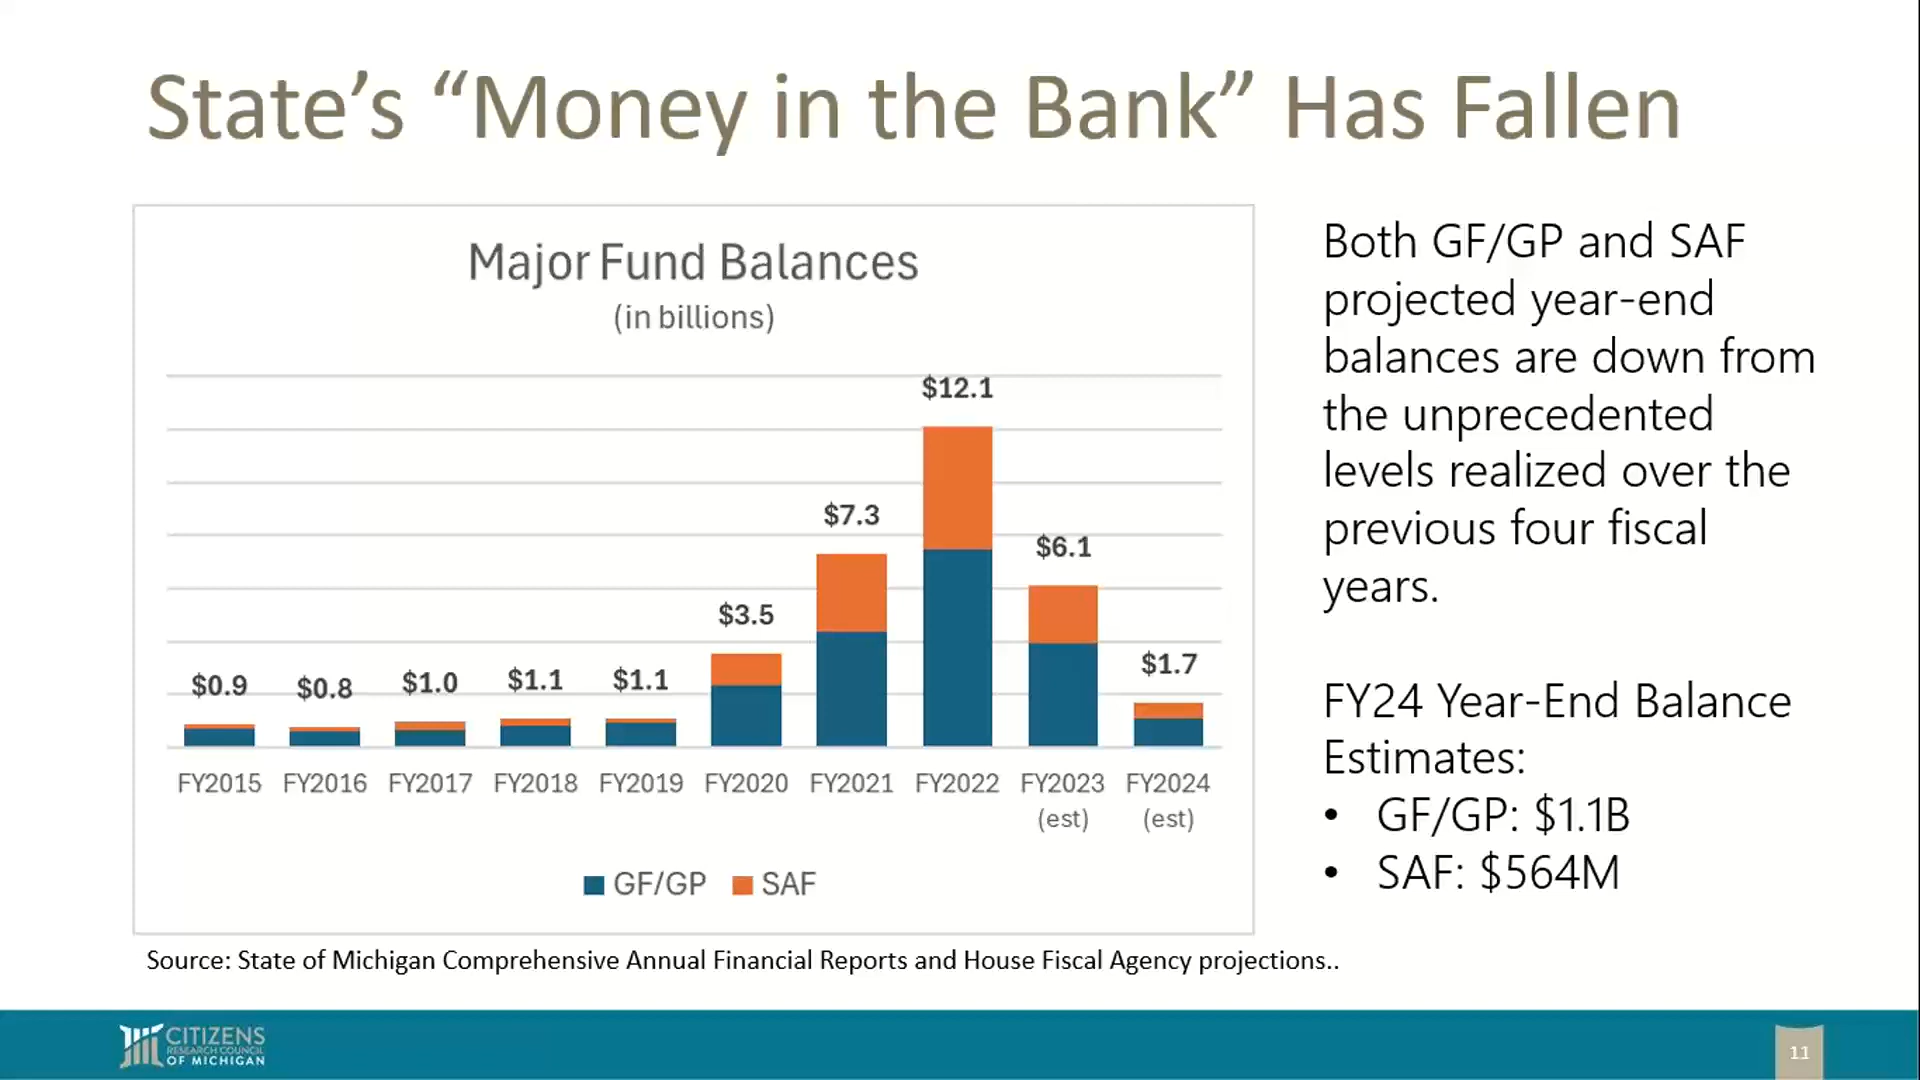 State’s “Money in the Bank” Has Fallen
Major Fund Balances
(in billions)
$0.9
$0.8
$1.0
$1.1
$1.1
$3.5
$7.3
$12.1
$6.1
$1.7
FY2015
FY2016
FY2017
FY2018
FY2019
FY2020
FY2021
FY2022
FY2023
(est)
FY2024
(est)
GF/GP
SAF
Both GF/GP and SAF
projected year-end
balances are down from
the unprecedented
levels realized over the
previous four fiscal
years.
FY24 Year-End Balance
Estimates:
• GF/GP: $1.1B
• SAF: $564M
Source: State of Michigan Comprehensive Annual Financial Reports and House Fiscal Agency projections..
CITIZENS
RESEARCH COUNCIL
OF MICHIGAN
11